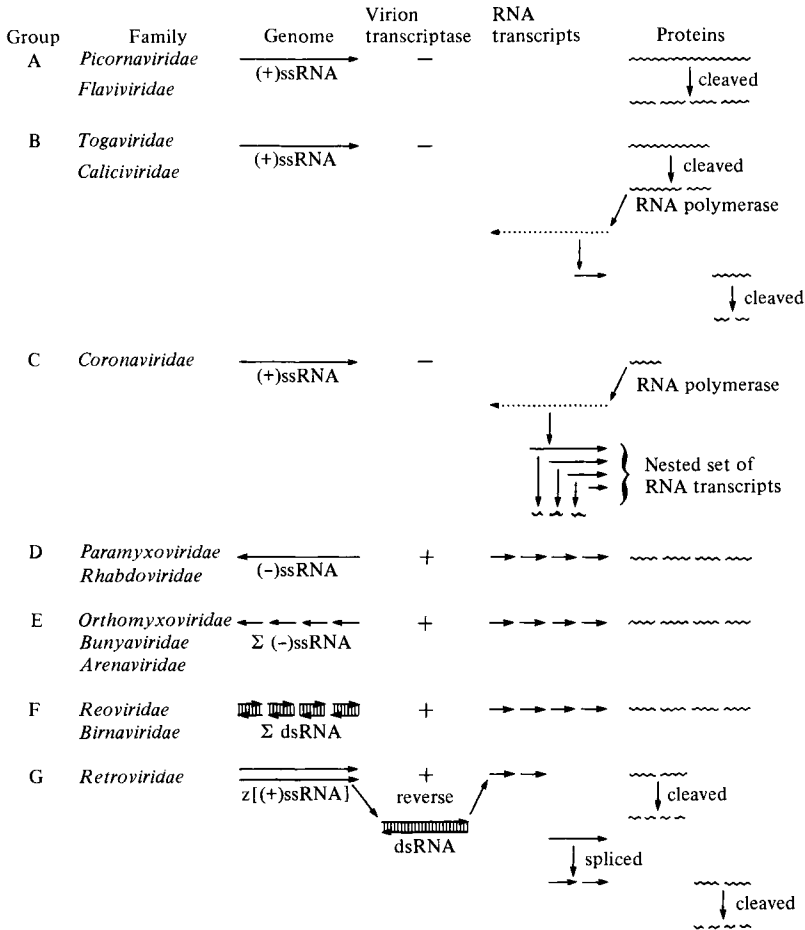 Group Family Genome Virion transcriptase RNA transcripts Proteins
A Picornaviridae (+)ssRNA − cleaved
Flaviviridae
B Togaviridae (+)ssRNA −
Caliciviridae cleaved
RNA polymerase
cleaved
C Coronaviridae (+)ssRNA −
RNA polymerase
Nested set of
RNA transcripts
D Paramyxoviridae (−)ssRNA +
Rhabdoviridae
E Orthomyxoviridae Σ (−)ssRNA +
Bunyaviridae
Arenaviridae
F Reoviridae Σ dsRNA +
Birnaviridae
G Retroviridae z[(+)ssRNA} +
reverse cleaved
dsRNA
spliced
cleaved